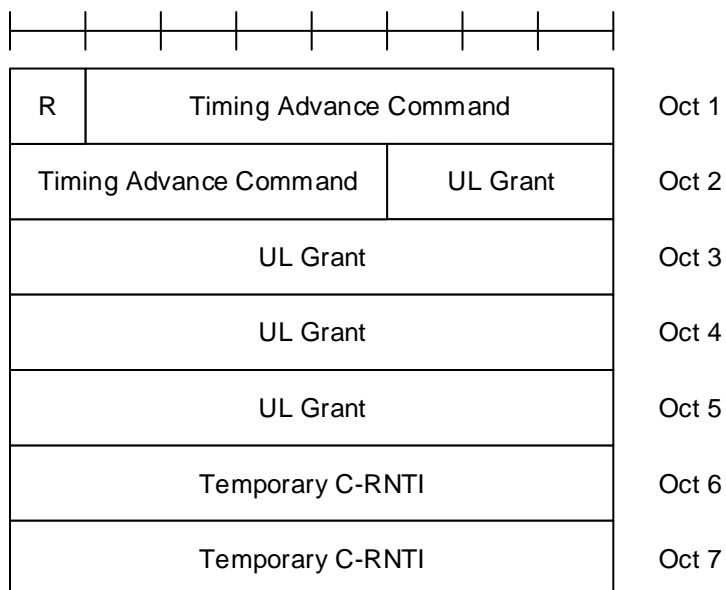 R Timing Advance Command Oct 1
Timing Advance Command UL Grant Oct 2
UL Grant Oct 3
UL Grant Oct 4
UL Grant Oct 5
Temporary C-RNTI Oct 6
Temporary C-RNTI Oct 7